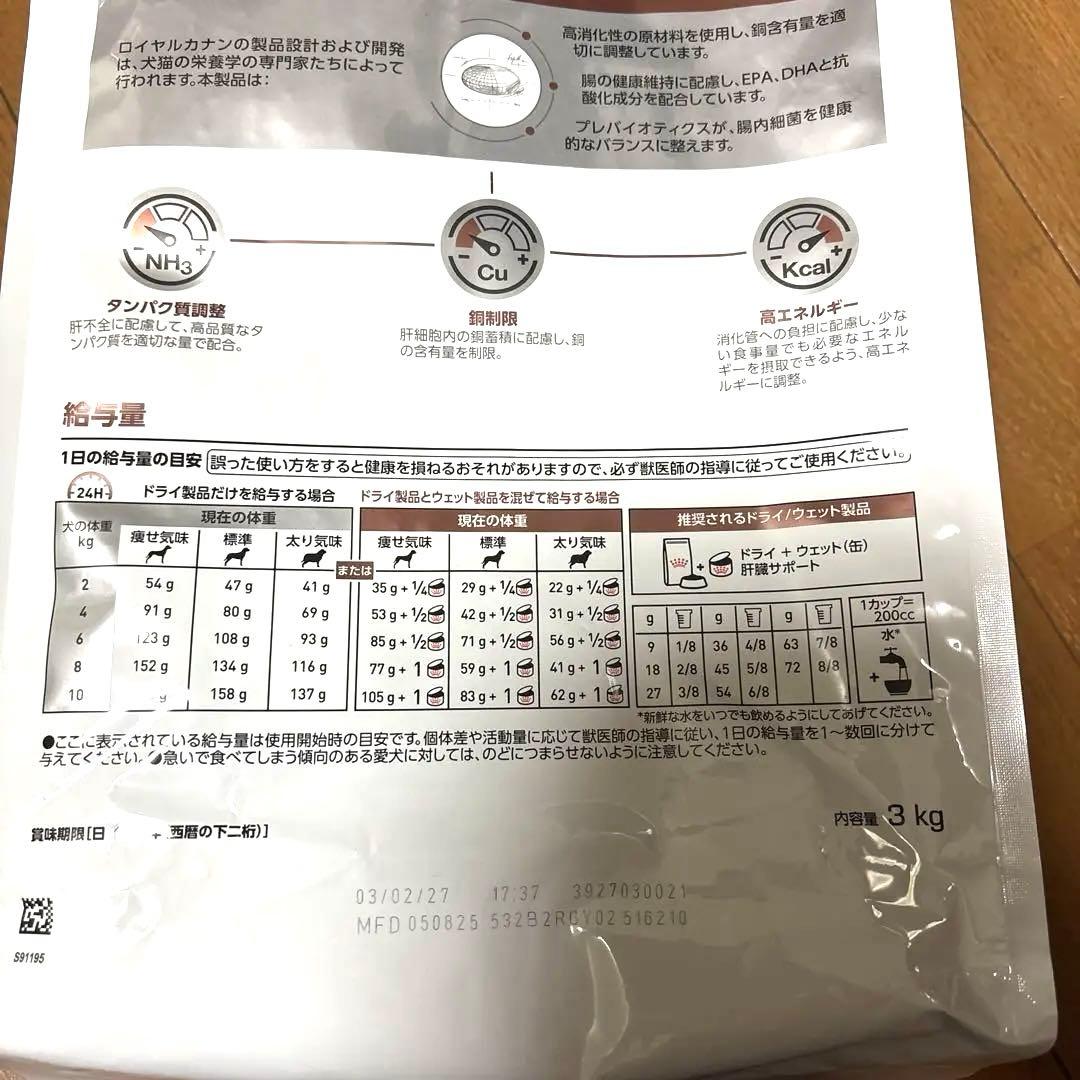 ロイヤルカナンの製品設計および開発
は、犬猫の栄養学の専門家たちによって
行われます。本製品は:
高消化性の原材料を使用し、銅含有量を適
切に調整しています。
腸の健康維持に配慮し、EPA、DHAと抗
酸化成分を配合しています。
プレバイオティクスが、腸内細菌を健康
的なバランスに整えます。
- NH3 +
- Cu +
- Kcal +
タンパク質調整
肝不全に配慮して、高品質なタ
ンパク質を適切な量で配合。
銅制限
肝細胞内の銅蓄積に配慮し、銅
の含有量を制限。
高エネルギー
消化管への負担に配慮し、少な
い食事量でも必要なエネル
ギーを摂取できるよう、高エネ
ルギーに調整。
給与量
1日の給与量の目安 誤った使い方をすると健康を損ねるおそれがありますので、必ず獣医師の指導に従ってご使用ください。
24H ドライ製品だけを給与する場合 ドライ製品とウェット製品を混ぜて給与する場合
犬の体重 kg 現在の体重 現在の体重 推奨されるドライ/ウェット製品
痩せ気味 標準 太り気味 または 痩せ気味 標準 太り気味
ドライ + ウェット(缶)
肝臓サポート
2 54 g 47 g 41 g 35 g + 1/4 29 g + 1/4 22 g + 1/4
4 91 g 80 g 69 g 53 g + 1/2 42 g + 1/2 31 g + 1/2
6 123 g 108 g 93 g 85 g + 1/2 71 g + 1/2 56 g + 1/2
8 152 g 134 g 116 g 77 g + 1 59 g + 1 41 g + 1
10 g 158 g 137 g 105 g + 1 83 g + 1 62 g + 1
g g g
9 1/8 36 4/8 63 7/8
18 2/8 45 5/8 72 8/8
27 3/8 54 6/8
1カップ=
200cc
水*
+
*新鮮な水をいつでも飲めるようにしてあげてください。
●ここに表示されている給与量は使用開始時の目安です。個体差や活動量に応じて獣医師の指導に従い、1日の給与量を1〜数回に分けて
与えてください。●急いで食べてしまう傾向のある愛犬に対しては、のどにつまらせないように注意してください。
賞味期限[日 西暦の下二桁)]
内容量 3 kg
03/02/27 17:37 3927030021
MFD 050825 532B2RGY02 516210
S91195